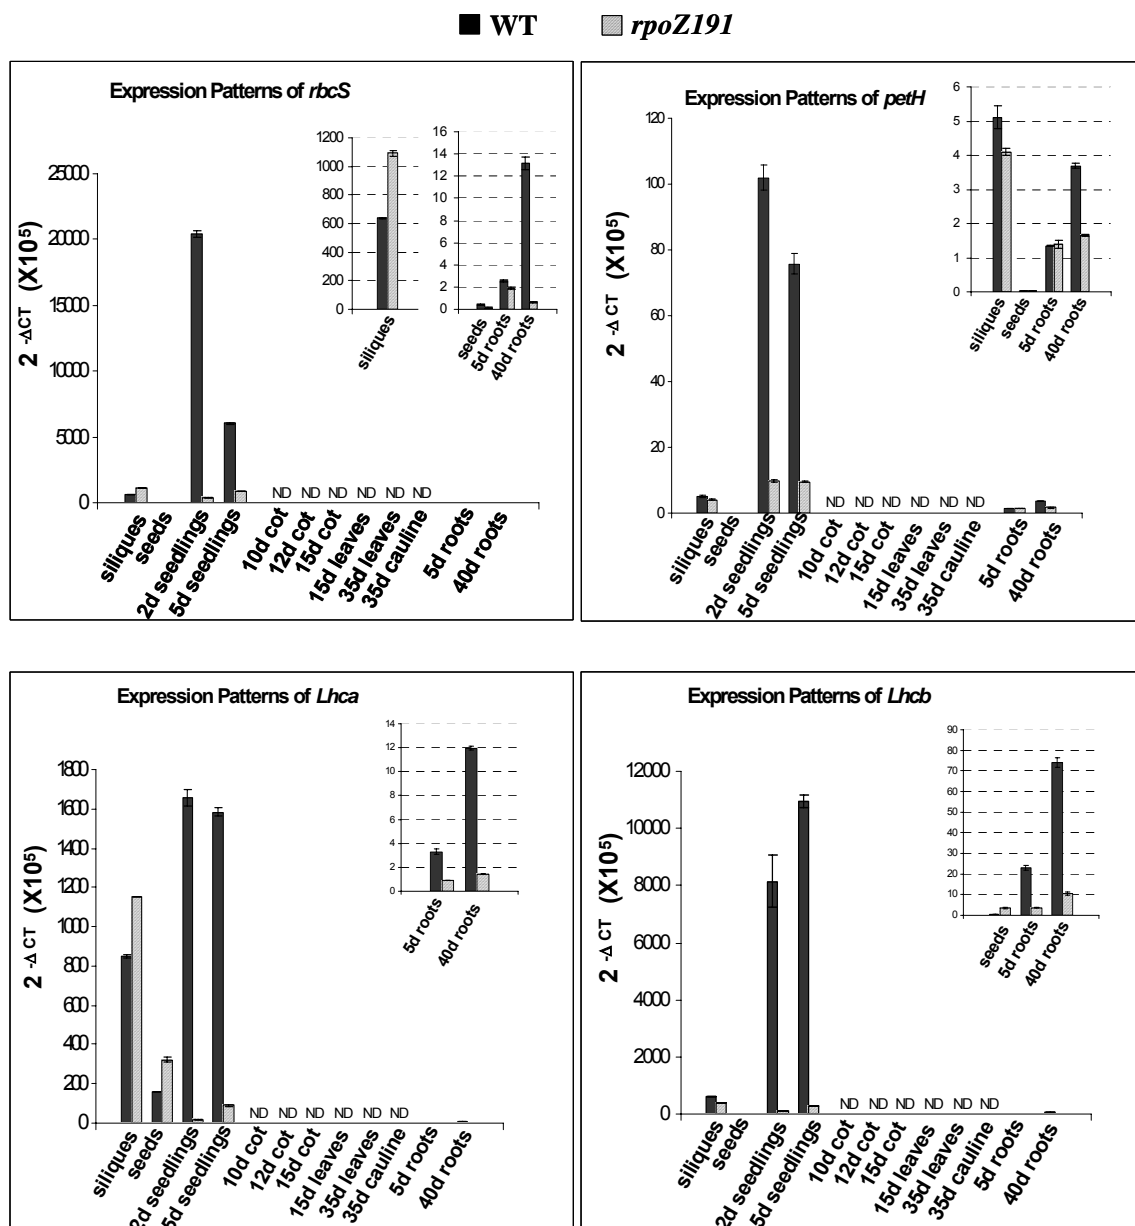 WT rpoZ191
Expression Patterns of rbcS
2 -ΔCT (X10⁵)
25000
20000
15000
10000
5000
0
ND ND ND ND ND ND
siliques
seeds
2d seedlings
5d seedlings
10d cot
12d cot
15d cot
15d leaves
35d leaves
35d cauline
5d roots
40d roots
1200
1000
800
600
400
200
0
siliques
16
14
12
10
8
6
4
2
0
seeds
5d roots
40d roots
Expression Patterns of petH
2 -Δ CT (X10⁵)
120
100
80
60
40
20
0
ND ND ND ND ND ND
siliques
seeds
2d seedlings
5d seedlings
10d cot
12d cot
15d cot
15d leaves
35d leaves
35d cauline
5d roots
40d roots
6
5
4
3
2
1
0
siliques
seeds
5d roots
40d roots
Expression Patterns of Lhca
2 -Δ CT (X10⁵)
1800
1600
1400
1200
1000
800
600
400
200
0
ND ND ND ND ND ND
siliques
seeds
2d seedlings
5d seedlings
10d cot
12d cot
15d cot
15d leaves
35d leaves
35d cauline
5d roots
40d roots
14
12
10
8
6
4
2
0
5d roots
40d roots
Expression Patterns of Lhcb
2 -Δ CT (X10⁵)
12000
10000
8000
6000
4000
2000
0
ND ND ND ND ND ND
siliques
seeds
2d seedlings
5d seedlings
10d cot
12d cot
15d cot
15d leaves
35d leaves
35d cauline
5d roots
40d roots
90
80
70
60
50
40
30
20
10
0
seeds
5d roots
40d roots